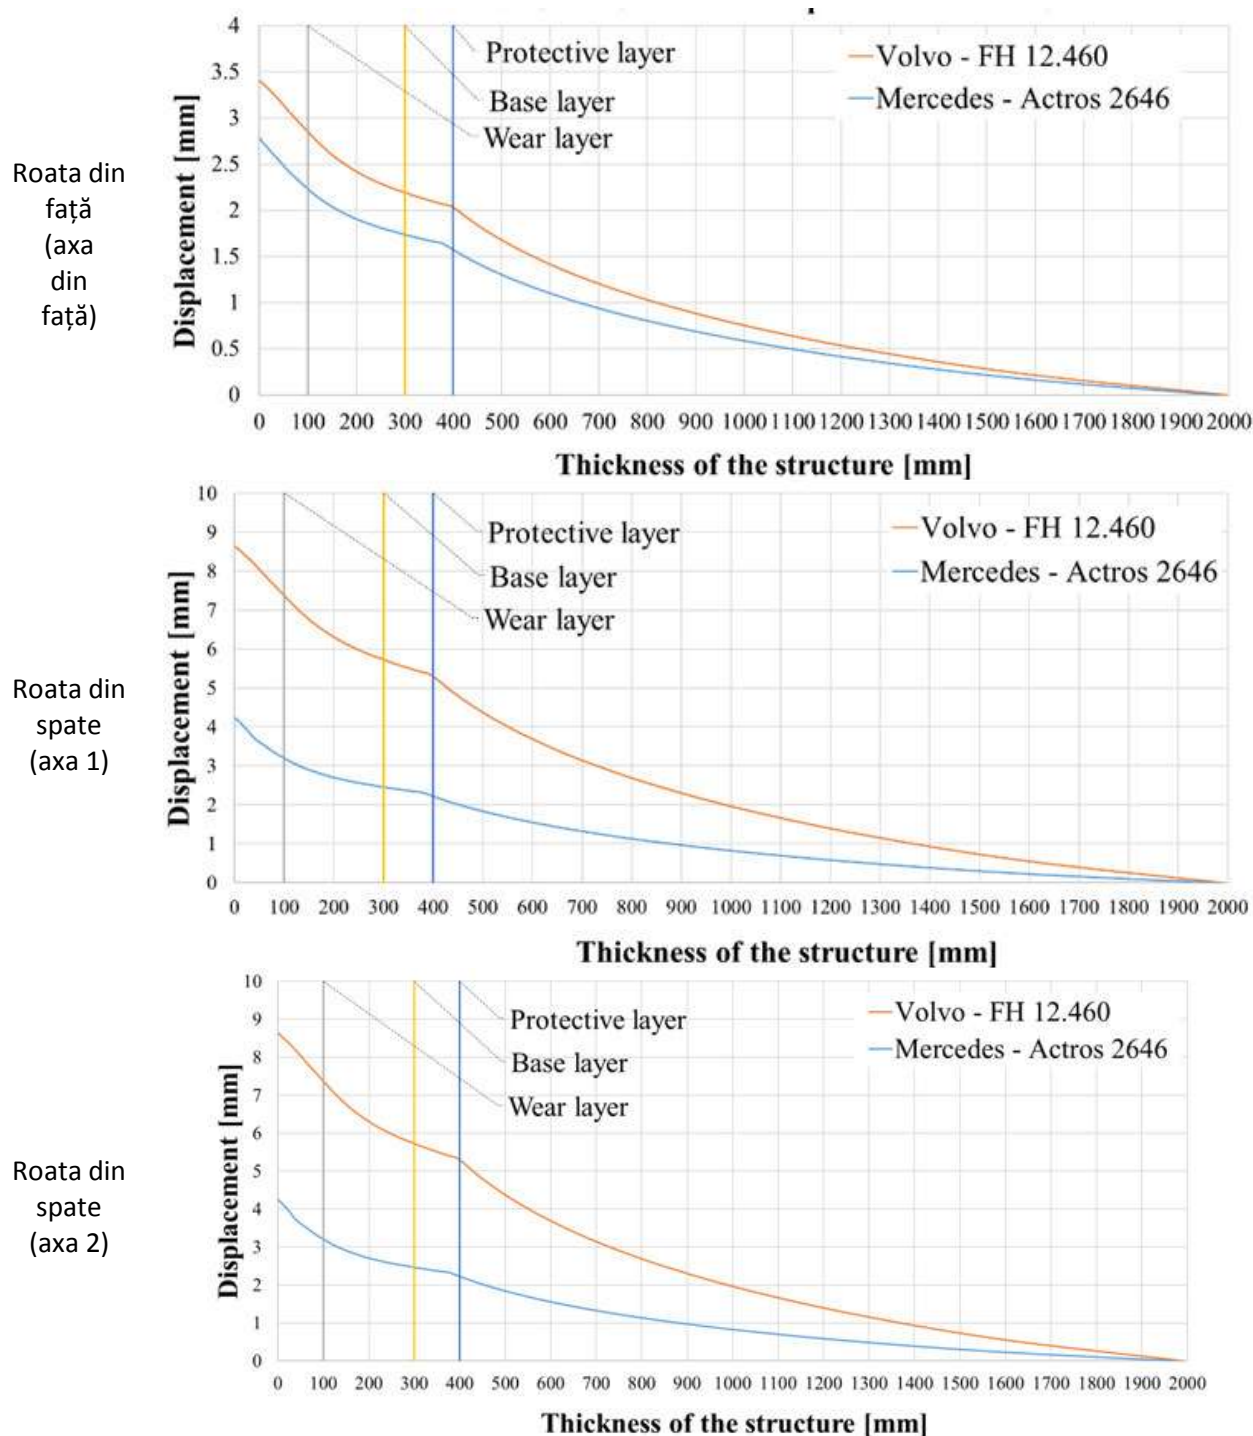 4
3.5
3
2.5
2
1.5
1
0.5
0
Displacement [mm]
Protective layer
Base layer
Wear layer
Volvo - FH 12.460
Mercedes - Actros 2646
Roata din
față
(axa
din
față)
0 100 200 300 400 500 600 700 800 900 1000 1100 1200 1300 1400 1500 1600 1700 1800 1900 2000
Thickness of the structure [mm]
10
9
8
7
6
5
4
3
2
1
0
Displacement [mm]
Protective layer
Base layer
Wear layer
Volvo - FH 12.460
Mercedes - Actros 2646
Roata din
spate
(axa 1)
0 100 200 300 400 500 600 700 800 900 1000 1100 1200 1300 1400 1500 1600 1700 1800 1900 2000
Thickness of the structure [mm]
10
9
8
7
6
5
4
3
2
1
0
Displacement [mm]
Protective layer
Base layer
Wear layer
Volvo - FH 12.460
Mercedes - Actros 2646
Roata din
spate
(axa 2)
0 100 200 300 400 500 600 700 800 900 1000 1100 1200 1300 1400 1500 1600 1700 1800 1900 2000
Thickness of the structure [mm]